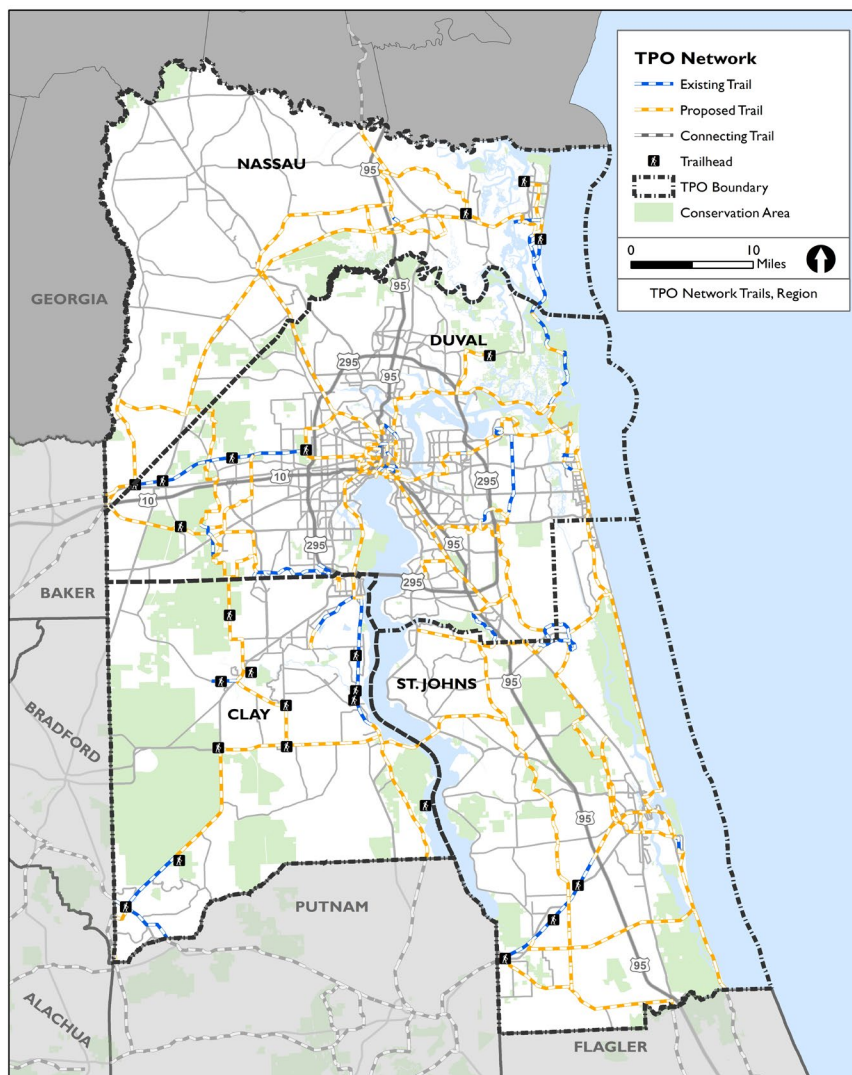 TPO Network
Existing Trail
Proposed Trail
Connecting Trail
Trailhead
TPO Boundary
Conservation Area
0 10
Miles
TPO Network Trails, Region
NASSAU
95
GEORGIA
95
DUVAL
295
95
10
10
295
295
95
295
BAKER
ST. JOHNS
95
CLAY
BRADFORD
95
PUTNAM
95
ALACHUA
FLAGLER